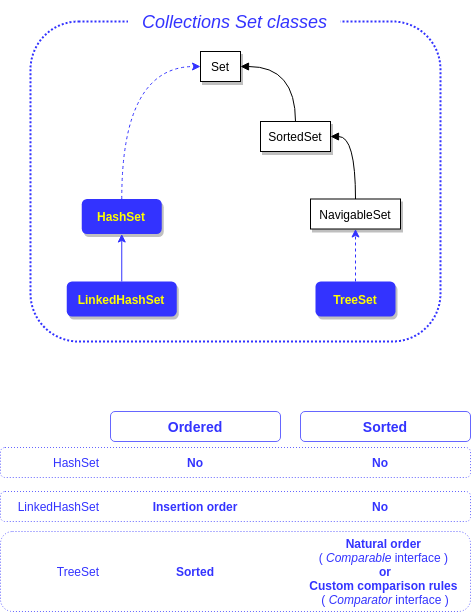 Collections Set classes
Set
SortedSet
HashSet
NavigableSet
LinkedHashSet
TreeSet
Ordered
Sorted
HashSet
No
No
LinkedHashSet
Insertion order
No
TreeSet
Sorted
Natural order
( Comparable interface )
or
Custom comparison rules
( Comparator interface )